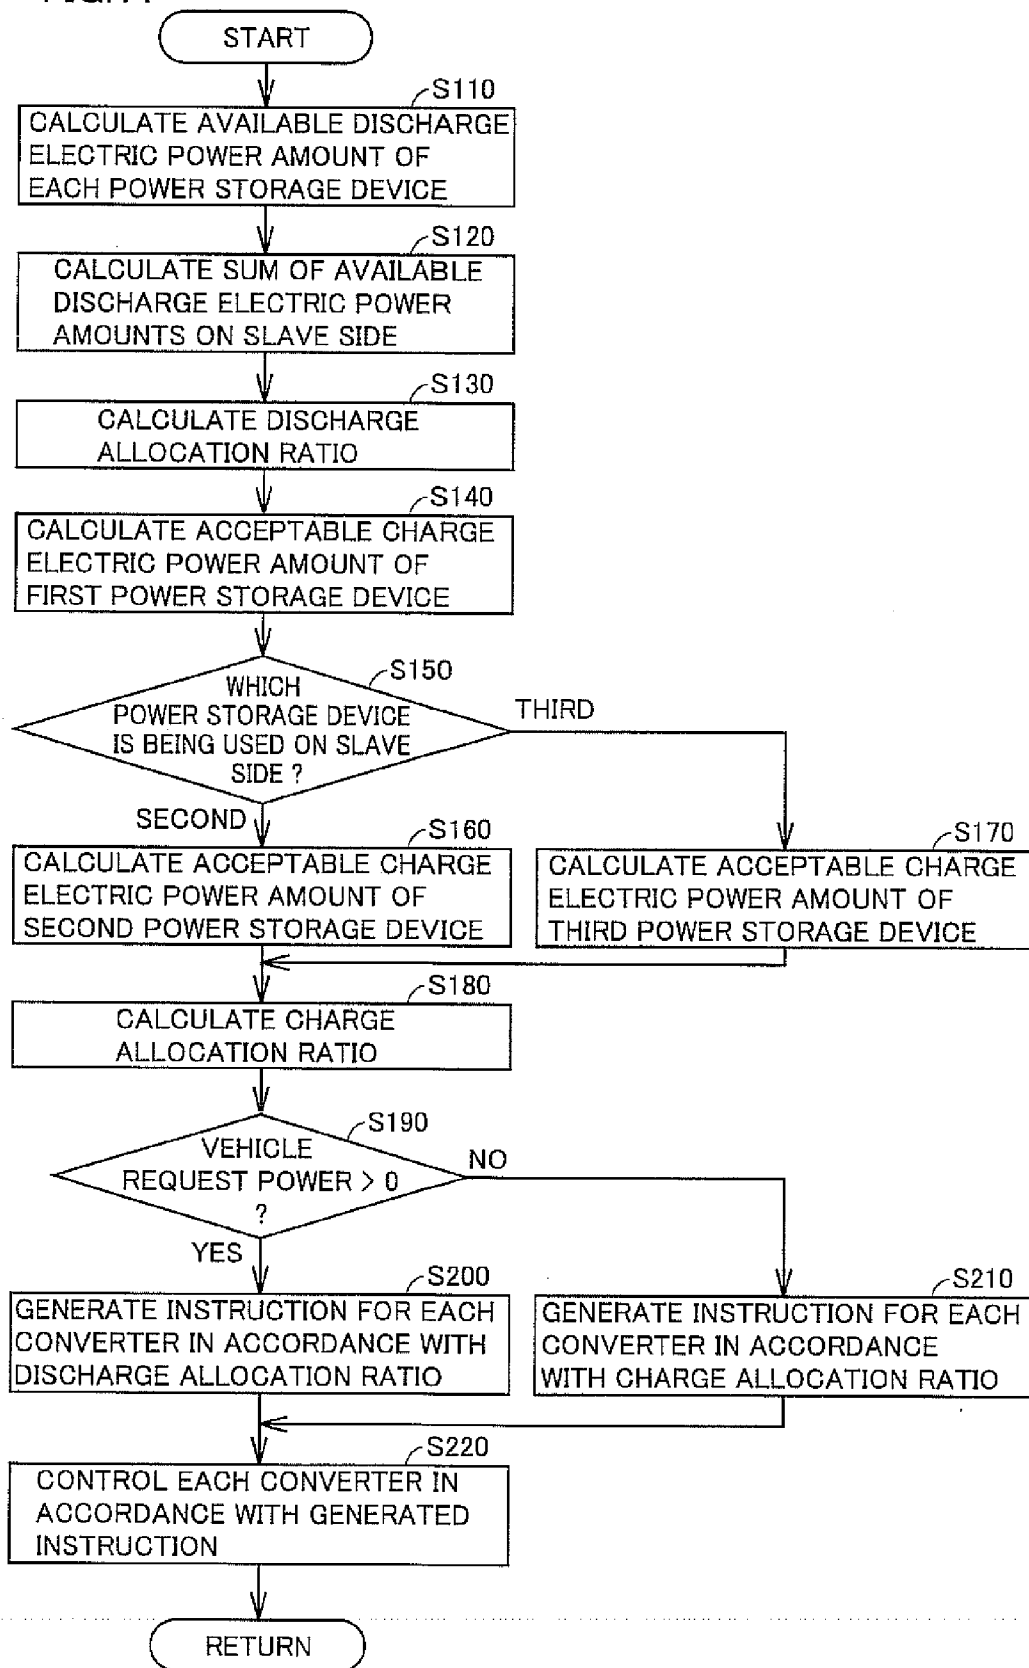 START
S110
CALCULATE AVAILABLE DISCHARGE
ELECTRIC POWER AMOUNT OF
EACH POWER STORAGE DEVICE
S120
CALCULATE SUM OF AVAILABLE
DISCHARGE ELECTRIC POWER
AMOUNTS ON SLAVE SIDE
S130
CALCULATE DISCHARGE
ALLOCATION RATIO
S140
CALCULATE ACCEPTABLE CHARGE
ELECTRIC POWER AMOUNT OF
FIRST POWER STORAGE DEVICE
S150
WHICH
POWER STORAGE DEVICE
IS BEING USED ON SLAVE
SIDE ?
THIRD
SECOND
S160
CALCULATE ACCEPTABLE CHARGE
ELECTRIC POWER AMOUNT OF
SECOND POWER STORAGE DEVICE
S170
CALCULATE ACCEPTABLE CHARGE
ELECTRIC POWER AMOUNT OF
THIRD POWER STORAGE DEVICE
S180
CALCULATE CHARGE
ALLOCATION RATIO
S190
VEHICLE
REQUEST POWER > 0
?
NO
YES
S200
GENERATE INSTRUCTION FOR EACH
CONVERTER IN ACCORDANCE WITH
DISCHARGE ALLOCATION RATIO
S210
GENERATE INSTRUCTION FOR EACH
CONVERTER IN ACCORDANCE
WITH CHARGE ALLOCATION RATIO
S220
CONTROL EACH CONVERTER IN
ACCORDANCE WITH GENERATED
INSTRUCTION
RETURN